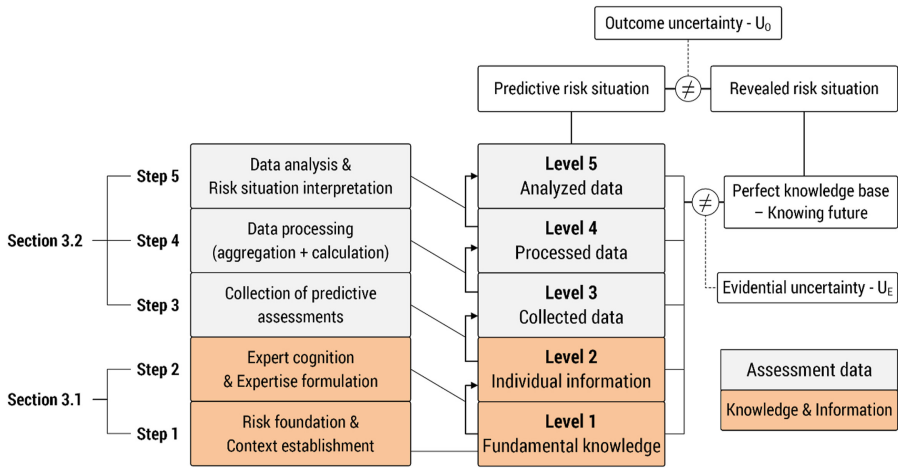 Outcome uncertainty - U₀
Predictive risk situation
≠
Revealed risk situation
Section 3.2
Step 5
Data analysis &
Risk situation interpretation
Level 5
Analyzed data
≠
Perfect knowledge base
– Knowing future
Step 4
Data processing
(aggregation + calculation)
Level 4
Processed data
Step 3
Collection of predictive
assessments
Level 3
Collected data
Evidential uncertainty - Uᴇ
Section 3.1
Step 2
Expert cognition
& Expertise formulation
Level 2
Individual information
Step 1
Risk foundation &
Context establishment
Level 1
Fundamental knowledge
Assessment data
Knowledge & Information